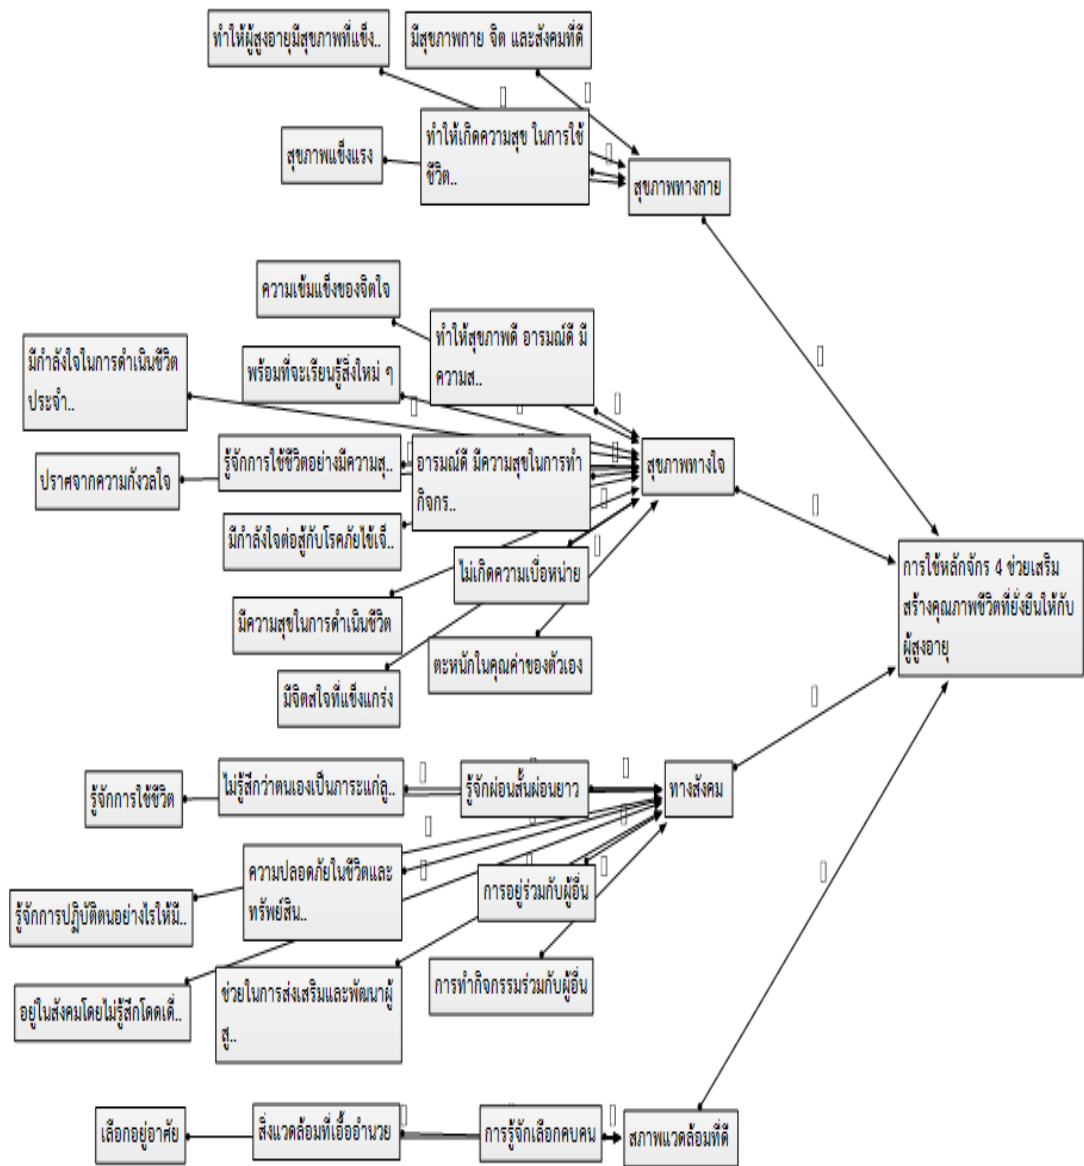 ทำให้ผู้สูงอายุมีสุขภาพที่แข็ง..
มีสุขภาพกาย จิต และสังคมที่ดี
ทำให้เกิดความสุข ในการใช้
ชีวิต..
สุขภาพแข็งแรง
สุขภาพทางกาย
ความเข้มแข็งของจิตใจ
ทำให้สุขภาพดี อารมณ์ดี มี
ความส..
มีกำลังใจในการดำเนินชีวิต
ประจำ..
พร้อมที่จะเรียนรู้สิ่งใหม่ ๆ
ปราศจากความกังวลใจ
รู้จักการใช้ชีวิตอย่างมีความสุ..
อารมณ์ดี มีความสุขในการทำ
กิจกร..
สุขภาพทางใจ
มีกำลังใจต่อสู้กับโรคภัยไข้เจ็..
ไม่เกิดความเบื่อหน่าย
มีความสุขในการดำเนินชีวิต
ตะหนักในคุณค่าของตัวเอง
มีจิตสใจที่แข็งแกร่ง
การใช้หลักจักร 4 ช่วยเสริม
สร้างคุณภาพชีวิตที่ยั่งยืนให้กับ
ผู้สูงอายุ
รู้จักการใช้ชีวิต
ไม่รู้สึกว่าตนเองเป็นภาระแก่ลู..
รู้จักผ่อนสั้นผ่อนยาว
ทางสังคม
ความปลอดภัยในชีวิตและ
ทรัพย์สิน..
การอยู่ร่วมกับผู้อื่น
รู้จักการปฏิบัติตนอย่างไรให้มี..
อยู่ในสังคมโดยไม่รู้สึกโดดเดี่..
ช่วยในการส่งเสริมและพัฒนาผู้
สู..
การทำกิจกรรมร่วมกับผู้อื่น
เลือกอยู่อาศัย
สิ่งแวดล้อมที่เอื้ออำนวย
การรู้จักเลือกคบคน
สภาพแวดล้อมที่ดี